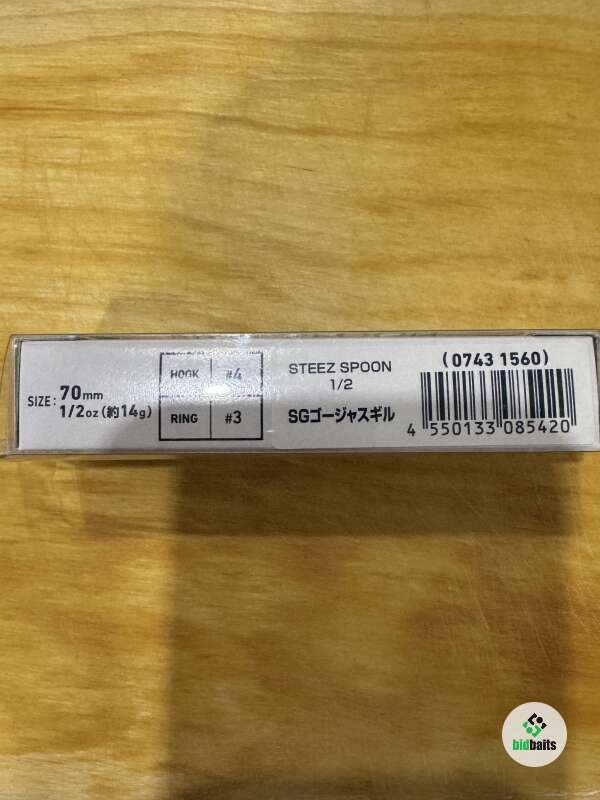 SIZE: 70mm
1/2oz(約14g)
HOOK #4
RING #3
STEEZ SPOON
1/2
SGゴージャスギル
(0743 1560)
4 550133 085420
bidbaits